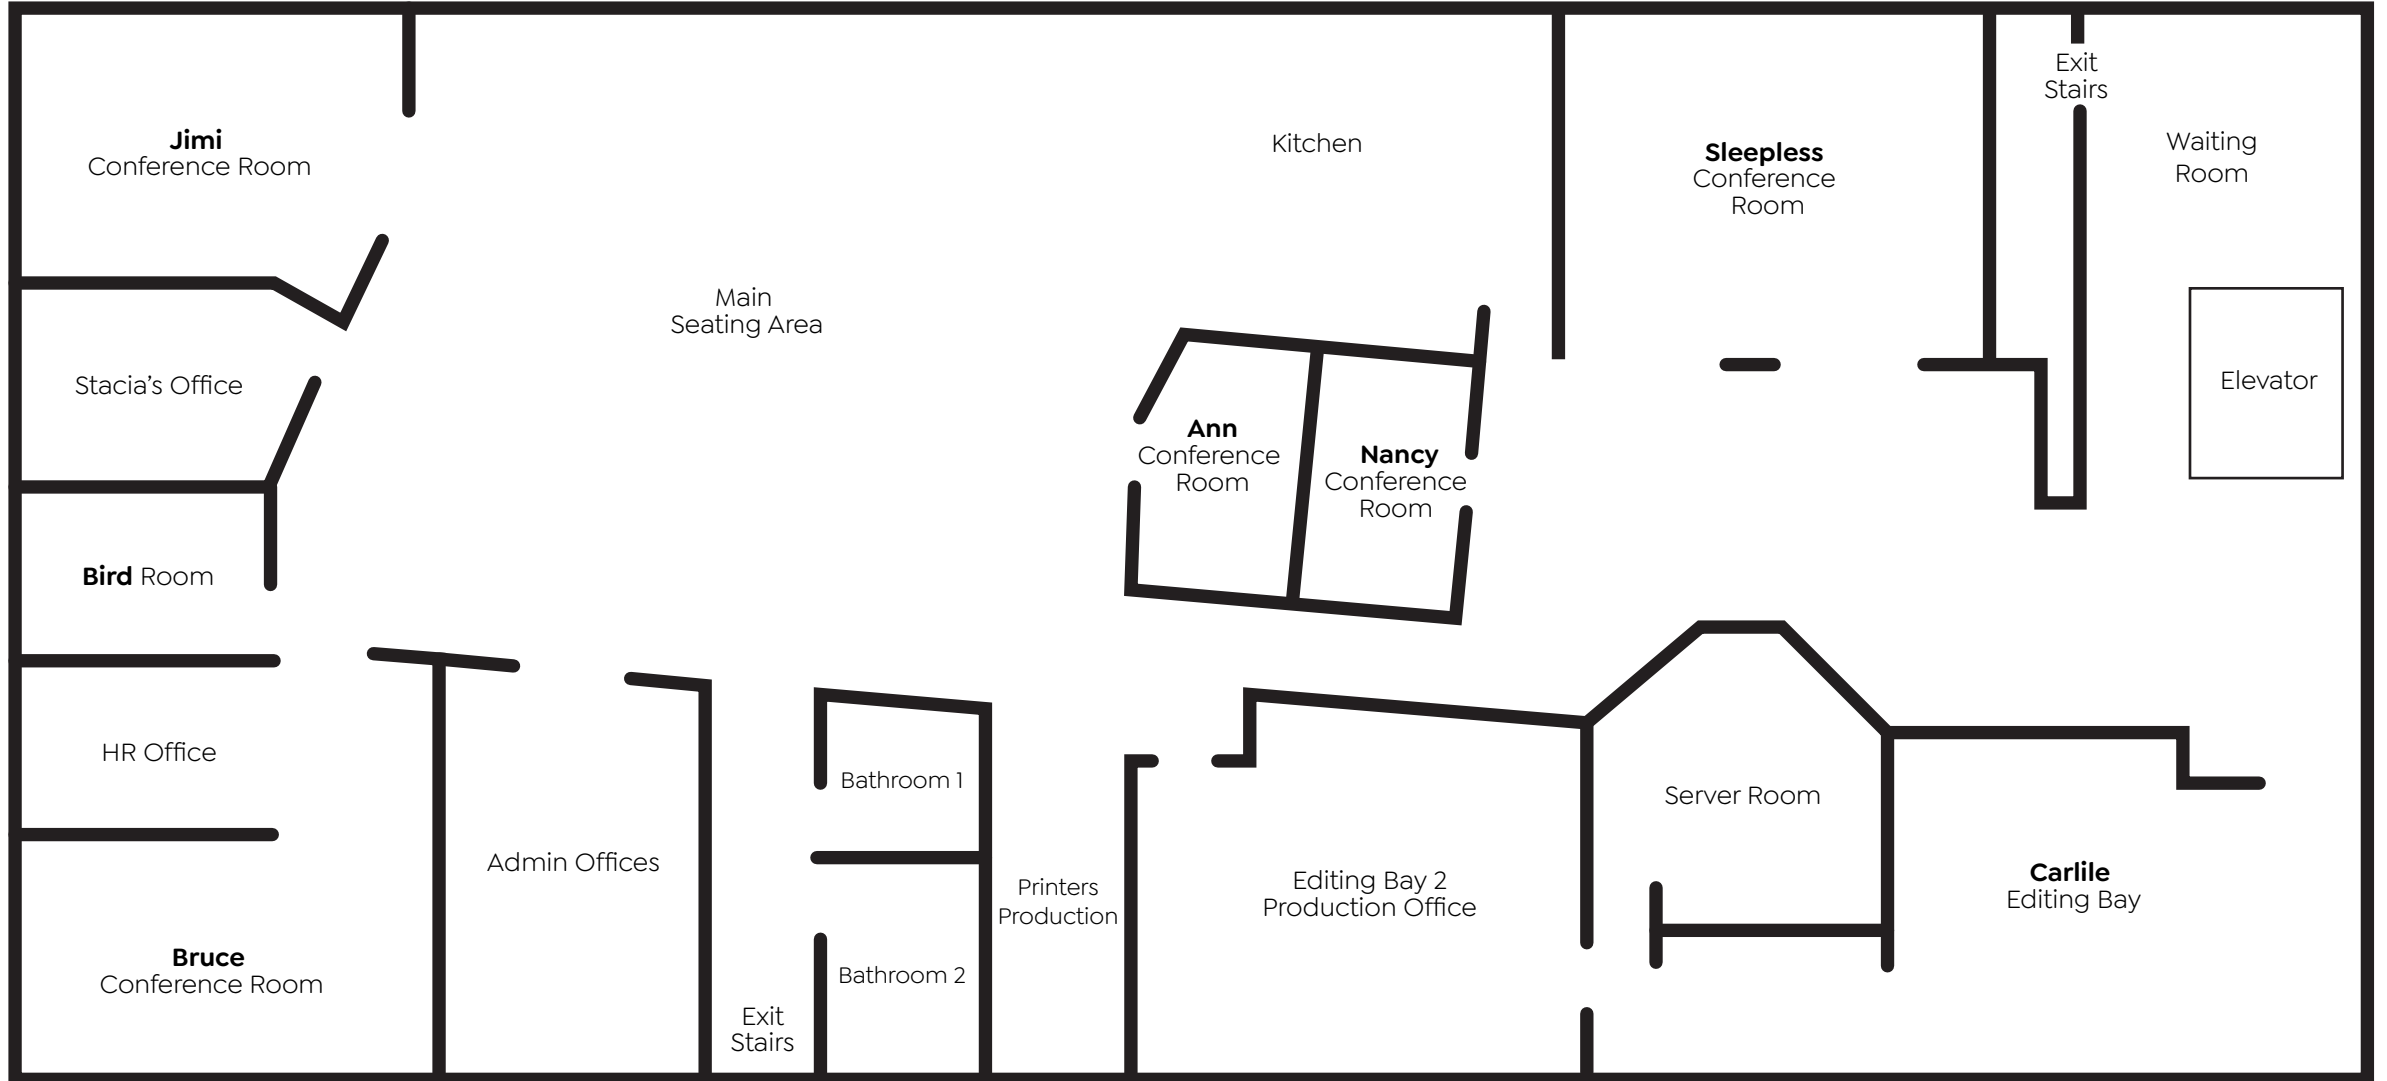 Exit
Stairs
Jimi
Conference Room
Kitchen
Sleepless
Conference
Room
Waiting
Room
Main
Seating Area
Stacia's Office
Elevator
Ann
Conference
Room
Nancy
Conference
Room
Bird Room
HR Office
Bathroom 1
Server Room
Admin Offices
Printers
Production
Editing Bay 2
Production Office
Carlile
Editing Bay
Bruce
Conference Room
Bathroom 2
Exit
Stairs